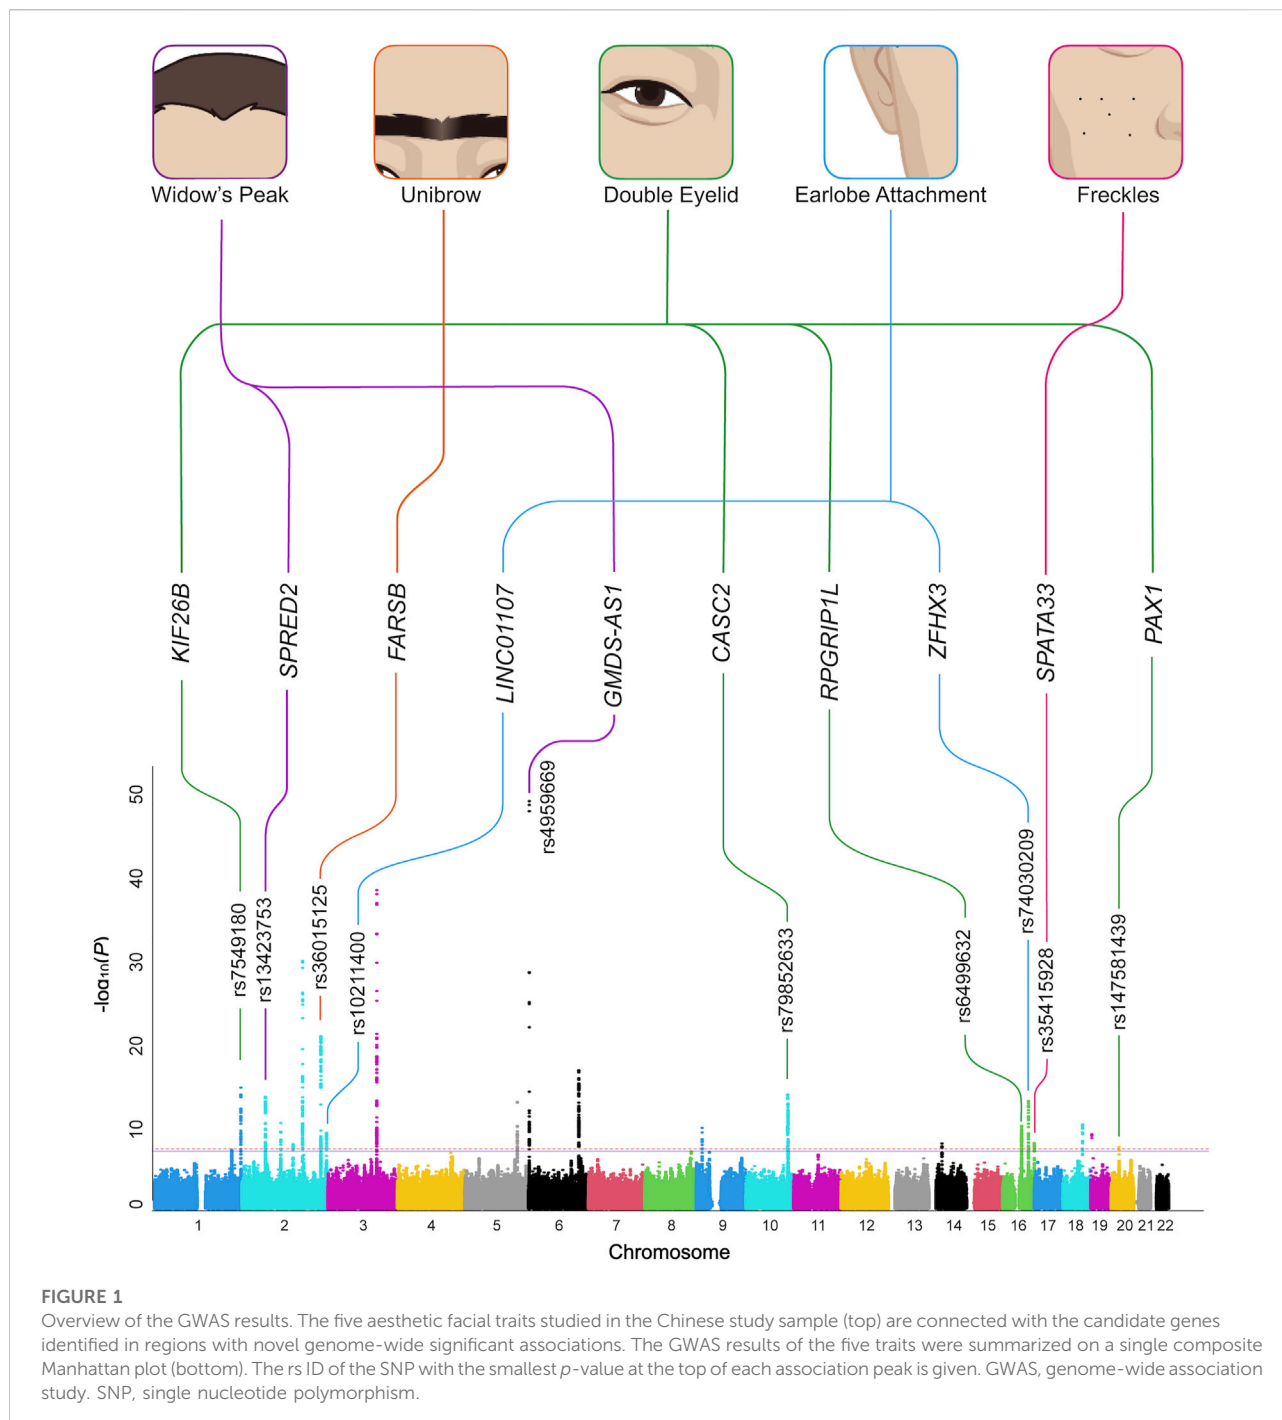 Widow's Peak
Unibrow
Double Eyelid
Earlobe Attachment
Freckles
KIF26B
SPRED2
FARSB
LINC01107
GMDS-AS1
CASC2
RPGRIP1L
ZFHX3
SPATA33
PAX1
rs7549180
rs13423753
rs36015125
rs10211400
rs4959669
rs79852633
rs6499632
rs74030209
rs35415928
rs147581439
-log₁₀(P)
50
40
30
20
10
0
1 2 3 4 5 6 7 8 9 10 11 12 13 14 15 16 17 18 19 20 21 22
Chromosome
FIGURE 1
Overview of the GWAS results. The five aesthetic facial traits studied in the Chinese study sample (top) are connected with the candidate genes
identified in regions with novel genome-wide significant associations. The GWAS results of the five traits were summarized on a single composite
Manhattan plot (bottom). The rs ID of the SNP with the smallest p-value at the top of each association peak is given. GWAS, genome-wide association
study. SNP, single nucleotide polymorphism.